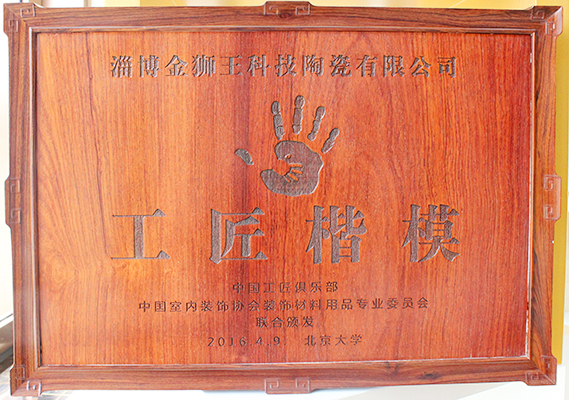 淄博金狮王科技陶瓷有限公司
工匠楷模
中国工匠俱乐部
中国室内装饰协会装饰材料用品专业委员会
联合颁发
2016.4.9 北京大学